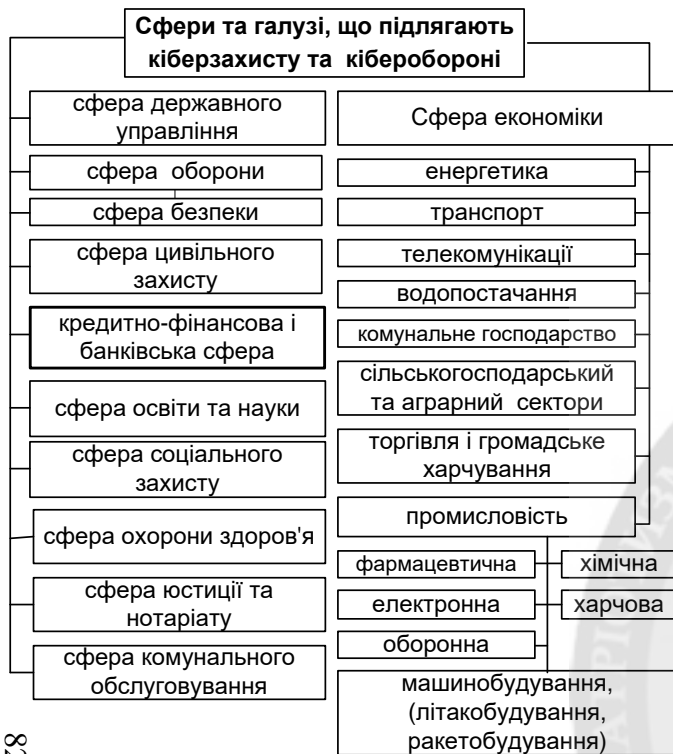 Сфери та галузі, що підлягають
кіберзахисту та кібероборони
сфера державного
управління
сфера оборони
сфера безпеки
сфера цивільного
захисту
кредитно-фінансова і
банківська сфера
сфера освіти та науки
сфера соціального
захисту
сфера охорони здоров'я
сфера юстиції та
нотаріату
сфера комунального
обслуговування
Сфера економіки
енергетика
транспорт
телекомунікації
водопостачання
комунальне господарство
сільськогосподарський
та аграрний сектори
торгівля і громадське
харчування
промисловість
фармацевтична
хімічна
електронна
харчова
оборонна
машинобудування,
(літакобудування,
ракетобудування)
82